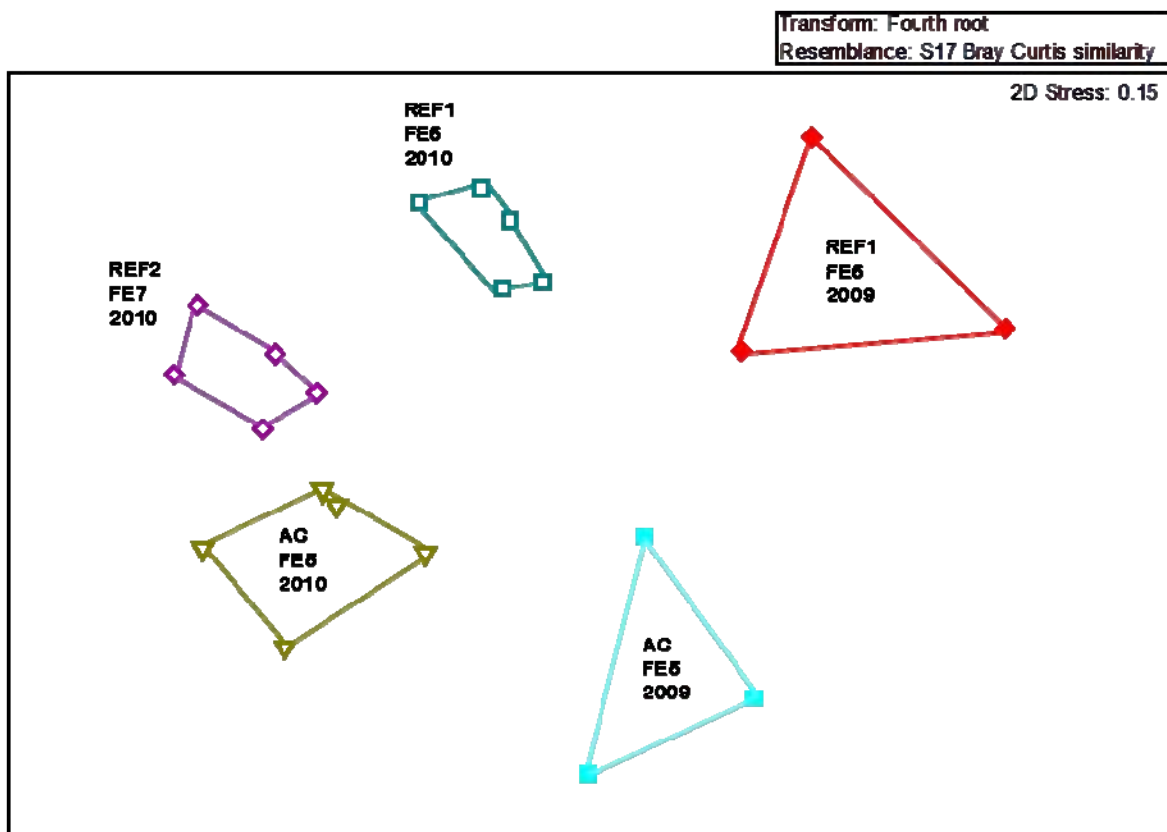 Transform: Fourth root
Resemblance: S17 Bray Curtis similarity
2D Stress: 0.15
REF1
FE6
2010
REF1
FE6
2009
REF2
FE7
2010
AC
FE5
2010
AC
FE5
2009